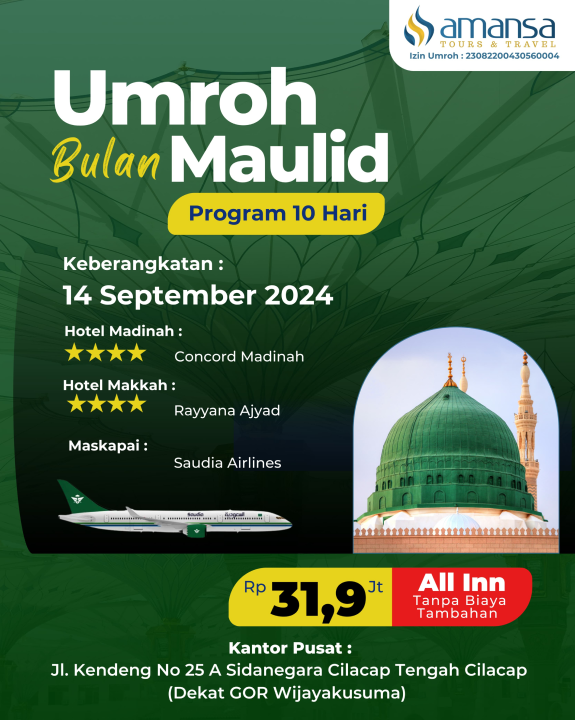 amansa
TOURS & TRAVEL
Izin Umroh : 23082200430560004
Umroh
Bulan Maulid
Program 10 Hari
Keberangkatan :
14 September 2024
Hotel Madinah :
Concord Madinah
Hotel Makkah :
Rayyana Ajyad
Maskapai :
Saudia Airlines
Rp 31,9 Jt
All Inn
Tanpa Biaya
Tambahan
Kantor Pusat :
Jl. Kendeng No 25 A Sidanegara Cilacap Tengah Cilacap
(Dekat GOR Wijayakusuma)